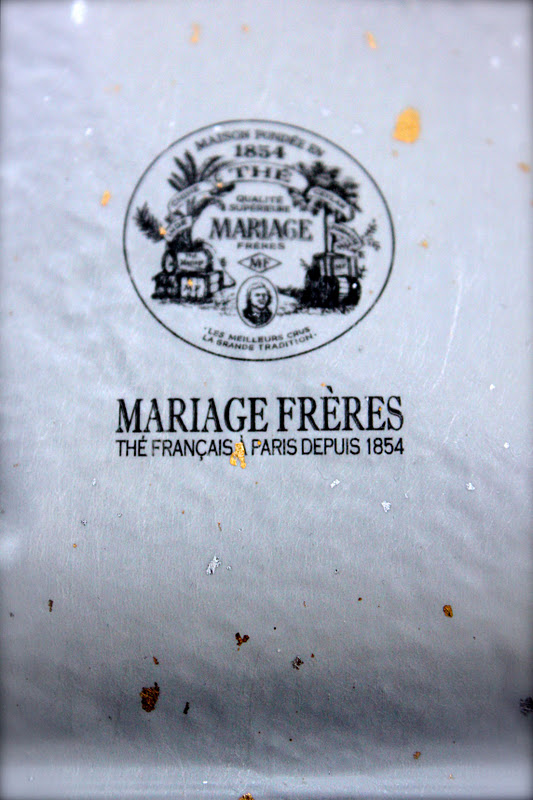 MAISON FONDÉE EN
1854
THÉ
QUALITÉ
SUPÉRIEURE
MARIAGE
FRÈRES
MF
"LES MEILLEURS CRUS
LA GRANDE TRADITION"
MARIAGE FRÈRES
THÉ FRANÇAIS À PARIS DEPUIS 1854